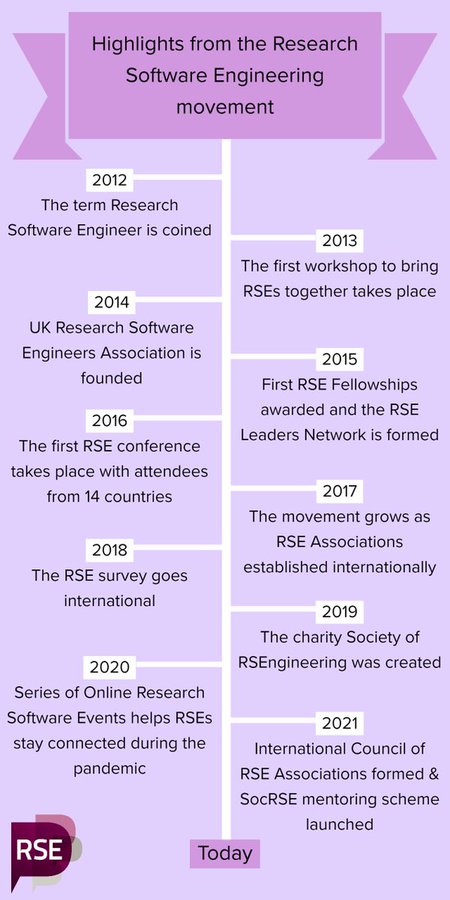 Highlights from the Research
Software Engineering
movement
2012
The term Research
Software Engineer is coined
2013
The first workshop to bring
RSEs together takes place
2014
UK Research Software
Engineers Association is
founded
2015
First RSE Fellowships
awarded and the RSE
Leaders Network is formed
2016
The first RSE conference
takes place with attendees
from 14 countries
2017
The movement grows as
RSE Associations
established internationally
2018
The RSE survey goes
international
2019
The charity Society of
RSEngineering was created
2020
Series of Online Research
Software Events helps RSEs
stay connected during the
pandemic
2021
International Council of
RSE Associations formed &
SocRSE mentoring scheme
launched
RSE
Today